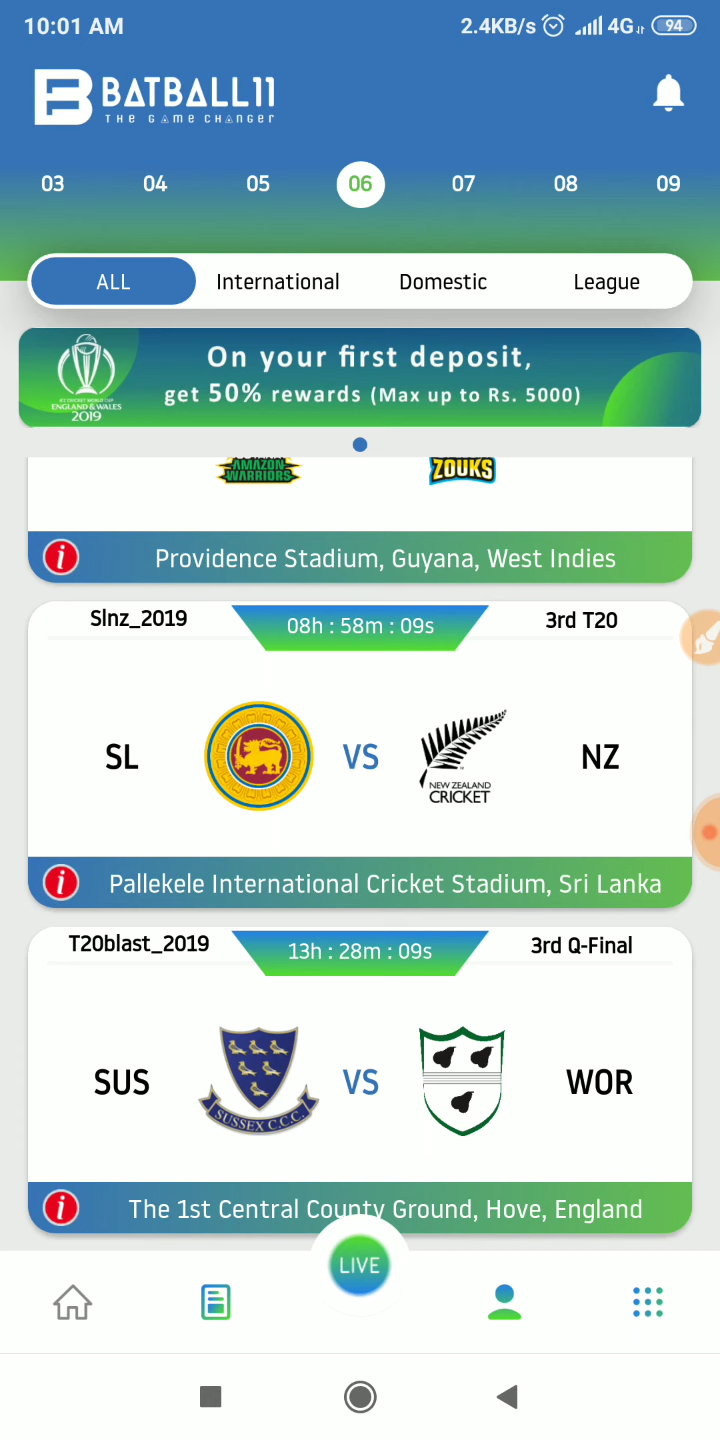 10:01 AM 2.4KB/s 4G 94
BATBALL11
THE GAME CHANGER
03 04 05 06 07 08 09
ALL International Domestic League
On your first deposit,
get 50% rewards (Max up to Rs. 5000)
ICC CRICKET WORLD CUP
ENGLAND & WALES
2019
AMAZON
WARRIORS
ZOUKS
i Providence Stadium, Guyana, West Indies
Slnz_2019 08h : 58m : 09s 3rd T20
SL VS NZ
NEW ZEALAND
CRICKET
i Pallekele International Cricket Stadium, Sri Lanka
T20blast_2019 13h : 28m : 09s 3rd Q-Final
SUS VS WOR
SUSSEX C.C.C.
i The 1st Central County Ground, Hove, England
LIVE